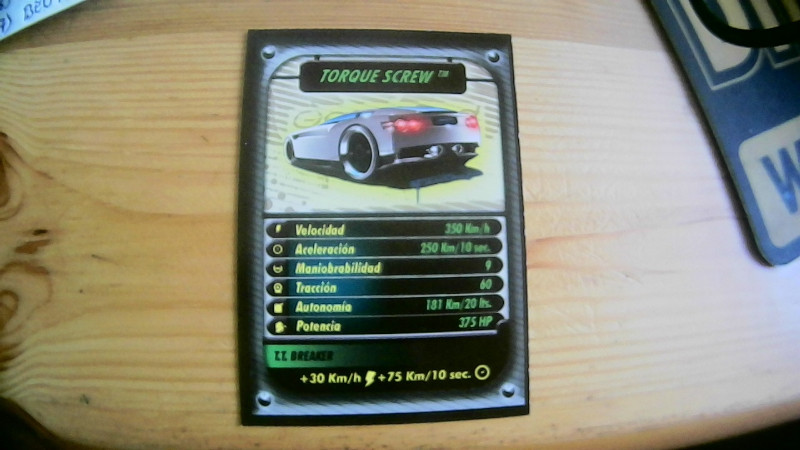 TORQUE SCREW ™
Velocidad 350 Km/h
Aceleración 250 Km/10 sec.
Maniobrabilidad 9
Tracción 60
Autonomía 181 Km/20 lts.
Potencia 375 HP
T.T. BREAKER
+30 Km/h +75 Km/10 sec.